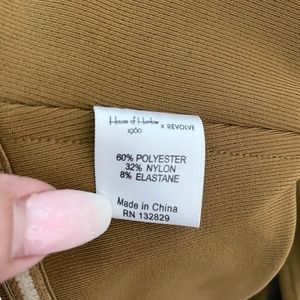 House of Harlow
1960 x REVOLVE
60% POLYESTER
32% NYLON
8% ELASTANE
Made in China
RN 132829